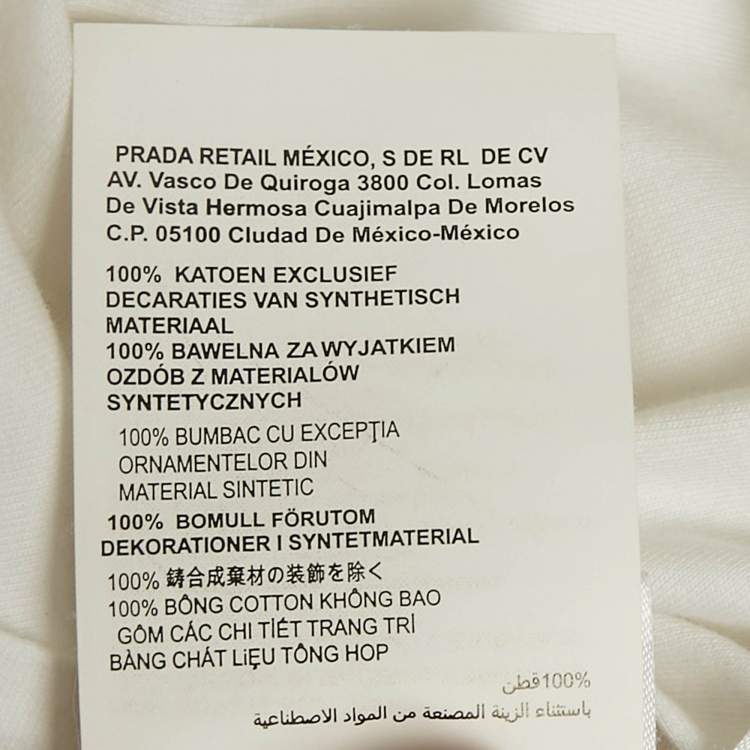 PRADA RETAIL MÉXICO, S DE RL DE CV
AV. Vasco De Quiroga 3800 Col. Lomas
De Vista Hermosa Cuajimalpa De Morelos
C.P. 05100 Cludad De México-México
100% KATOEN EXCLUSIEF
DECARATIES VAN SYNTHETISCH
MATERIAAL
100% BAWELNA ZA WYJATKIEM
OZDÓB Z MATERIALÓW
SYNTETYCZNYCH
100% BUMBAC CU EXCEPŢIA
ORNAMENTELOR DIN
MATERIAL SINTETIC
100% BOMULL FÖRUTOM
DEKORATIONER I SYNTETMATERIAL
100% 鋳合成棄材の装飾を除く
100% BÔNG COTTON KHÔNG BAO
GÔM CÁC CHI TIẾT TRANG TRÍ
BÀNG CHÁT LIỆU TÔNG HOP
100%قطن
باستثناء الزينة المصنعة من المواد الاصطناعية